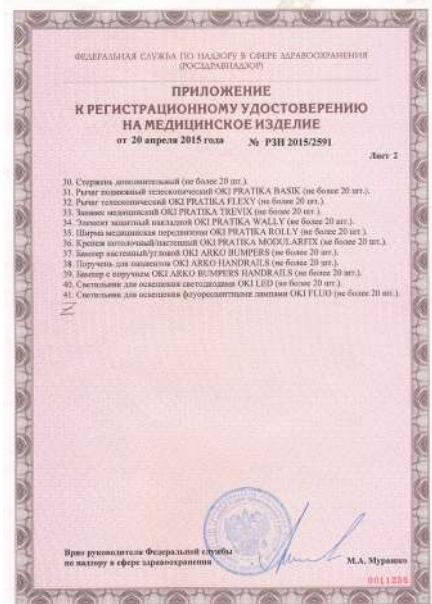 ФЕДЕРАЛЬНАЯ СЛУЖБА ПО НАДЗОРУ В СФЕРЕ ЗДРАВООХРАНЕНИЯ
(РОСЗДРАВНАДЗОР)
ПРИЛОЖЕНИЕ
К РЕГИСТРАЦИОННОМУ УДОСТОВЕРЕНИЮ
НА МЕДИЦИНСКОЕ ИЗДЕЛИЕ
от 20 апреля 2015 года № РЗН 2015/2591
Лист 2
30. Стержень дополнительный (не более 20 шт.).
31. Рычаг подвижный телескопический OKI PRATIKA BASIK (не более 20 шт.).
32. Рычаг телескопический OKI PRATIKA FLEXY (не более 20 шт.).
33. Занавес медицинский OKI PRATIKA TREVIX (не более 20 шт.).
34. Элемент защитный накладной OKI PRATIKA WALLY (не более 20 шт.).
35. Ширма медицинская передвижная OKI PRATIKA ROLLY (не более 20 шт.).
36. Крепеж потолочный/настенный OKI PRATIKA MODULARFIX (не более 20 шт.).
37. Бампер настенный/угловой OKI ARKO BUMPERS (не более 20 шт.).
38. Поручень для пациентов OKI ARKO HANDRAILS (не более 20 шт.).
39. Бампер с поручнем OKI ARKO BUMPERS HANDRAILS (не более 20 шт.).
40. Светильник для освещения светодиодами OKI LED (не более 20 шт.).
41. Светильник для освещения флуоресцентными лампами OKI FLUO (не более 20 шт.).
Врио руководителя Федеральной службы
по надзору в сфере здравоохранения
М.А. Мурашко